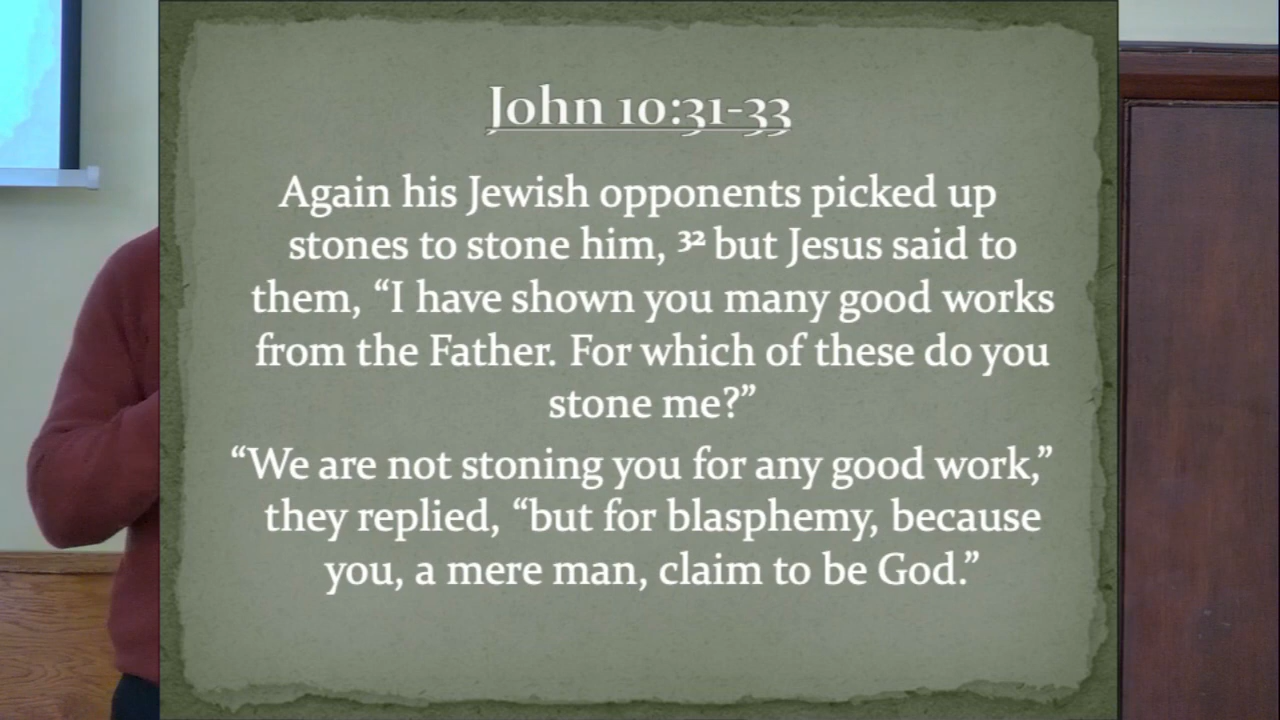 John 10:31-33
Again his Jewish opponents picked up
stones to stone him, ³² but Jesus said to
them, “I have shown you many good works
from the Father. For which of these do you
stone me?”
“We are not stoning you for any good work,”
they replied, “but for blasphemy, because
you, a mere man, claim to be God.”